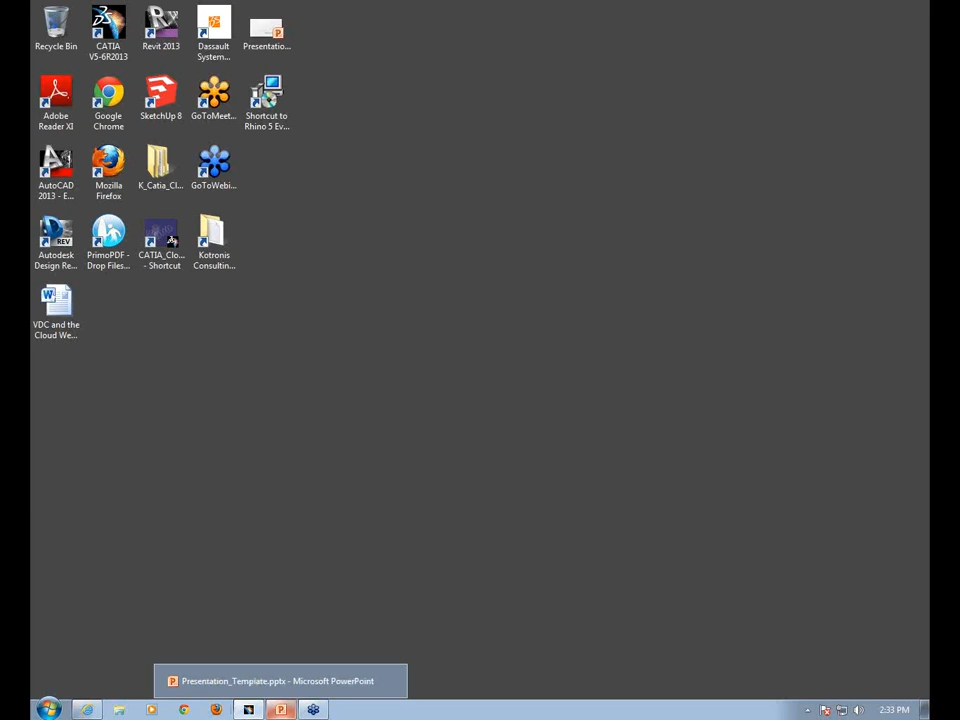 Recycle Bin
CATIA
V5-6R2013
Revit 2013
Dassault
System...
Presentatio...
Adobe
Reader XI
Google
Chrome
SketchUp 8
GoToMeet...
Shortcut to
Rhino 5 Ev...
AutoCAD
2013 - E...
Mozilla
Firefox
K_Catia_Cl...
GoToWebi...
REV
Autodesk
Design Re...
PrimoPDF -
Drop Files...
CATIA_Clo...
- Shortcut
Kotronis
Consultin...
VDC and the
Cloud We...
Presentation_Template.pptx - Microsoft PowerPoint
2:33 PM